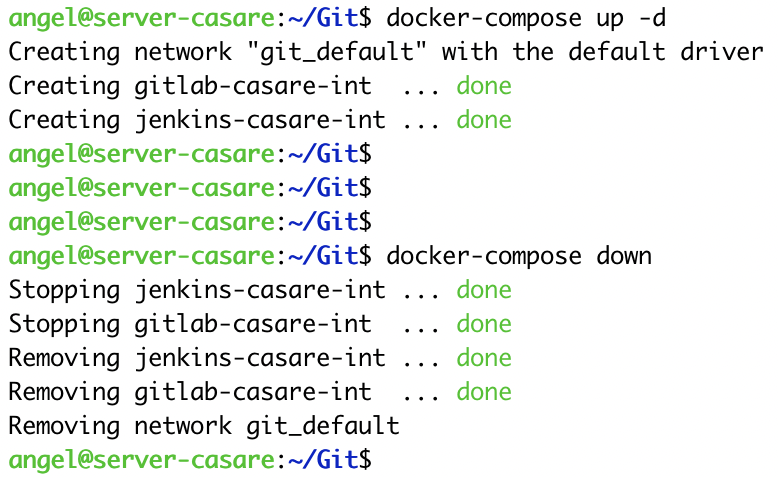 angel@server-casare:~/Git$ docker-compose up -d
Creating network "git_default" with the default driver
Creating gitlab-casare-int  ... done
Creating jenkins-casare-int ... done
angel@server-casare:~/Git$
angel@server-casare:~/Git$
angel@server-casare:~/Git$
angel@server-casare:~/Git$ docker-compose down
Stopping jenkins-casare-int ... done
Stopping gitlab-casare-int  ... done
Removing jenkins-casare-int ... done
Removing gitlab-casare-int  ... done
Removing network git_default
angel@server-casare:~/Git$